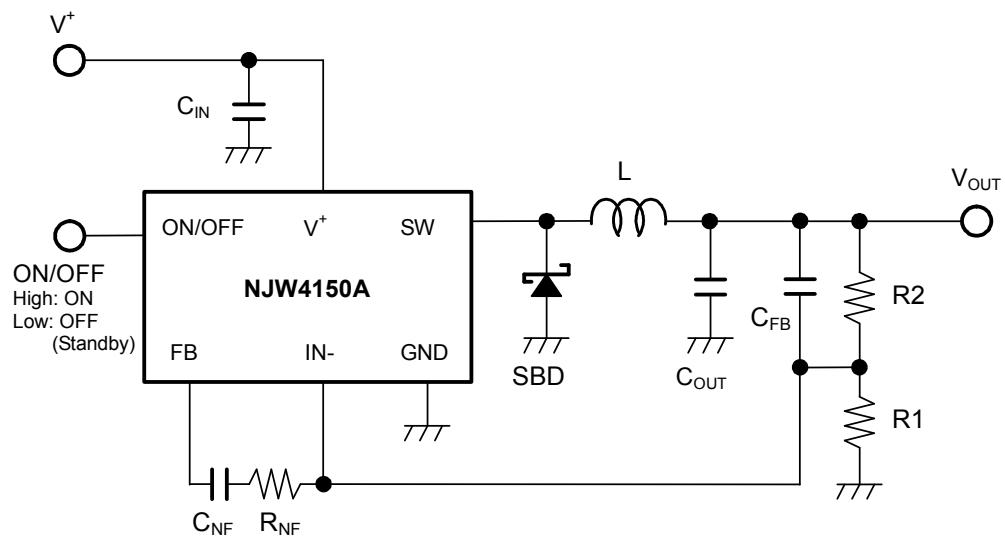 V+
CIN
L
VOUT
ON/OFF V+ SW
NJW4150A
FB IN- GND
ON/OFF
High: ON
Low: OFF
(Standby)
SBD
COUT
CFB
R2
R1
CNF
RNF